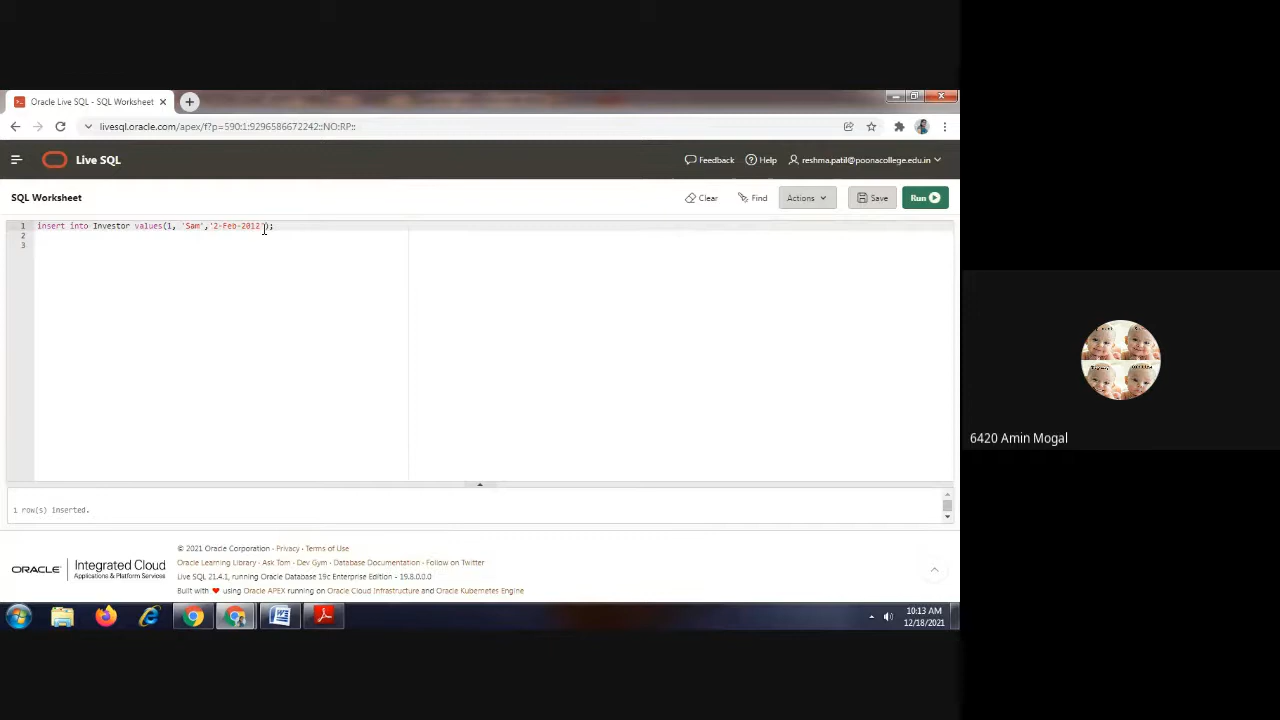 Oracle Live SQL - SQL Worksheet
livesql.oracle.com/apex/f?p=590:1:9296586672242::NO:RP::
Live SQL
Feedback
Help
reshma.patil@poonacollege.edu.in
SQL Worksheet
Clear
Find
Actions
Save
Run
1 insert into Investor values(1, 'Sam','2-Feb-2012');
2
3
1 row(s) inserted.
© 2021 Oracle Corporation · Privacy · Terms of Use
Oracle Learning Library · Ask Tom · Dev Gym · Database Documentation · Follow on Twitter
Live SQL 21.4.1, running Oracle Database 19c Enterprise Edition - 19.8.0.0.0
Built with ❤ using Oracle APEX running on Oracle Cloud Infrastructure and Oracle Kubernetes Engine
ORACLE
Integrated Cloud
Applications & Platform Services
10:13 AM
12/18/2021
6420 Amin Mogal